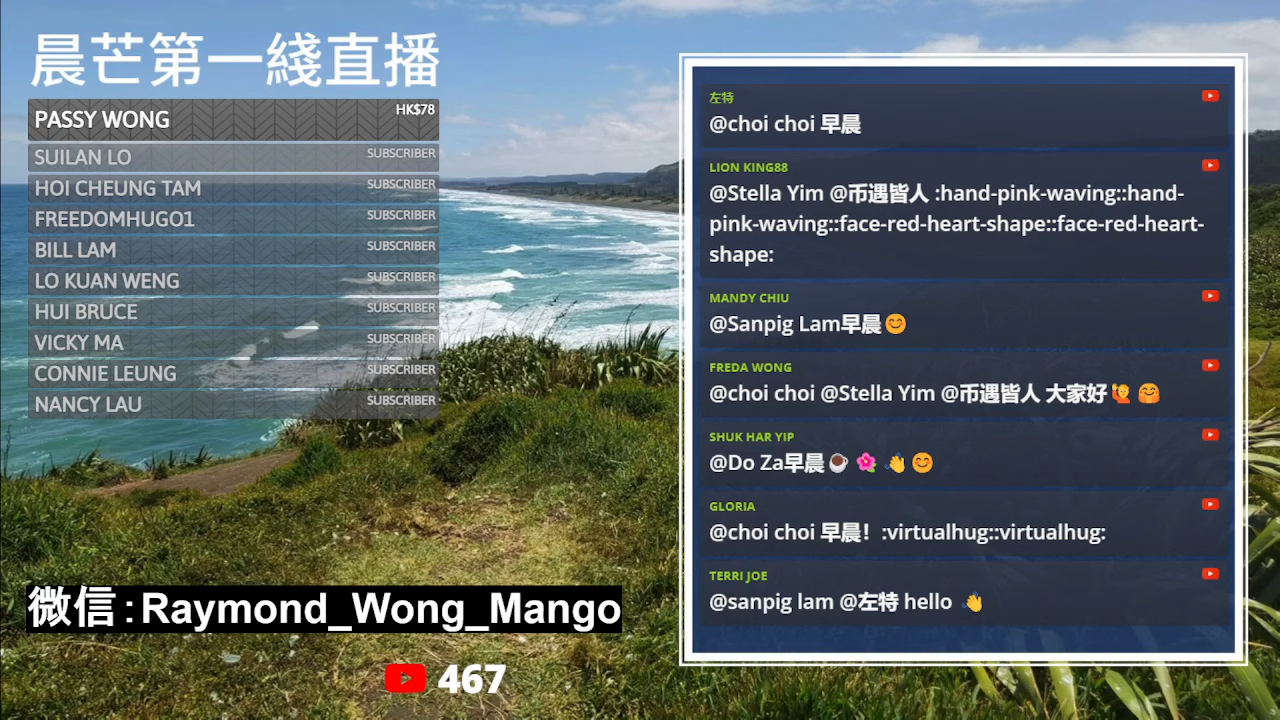 晨芒第一綫直播
PASSY WONG HK$78
SUILAN LO SUBSCRIBER
HOI CHEUNG TAM SUBSCRIBER
FREEDOMHUGO1 SUBSCRIBER
BILL LAM SUBSCRIBER
LO KUAN WENG SUBSCRIBER
HUI BRUCE SUBSCRIBER
VICKY MA SUBSCRIBER
CONNIE LEUNG SUBSCRIBER
NANCY LAU SUBSCRIBER
微信:Raymond_Wong_Mango
467
左特
@choi choi 早晨
LION KING88
@Stella Yim @币遇皆人 :hand-pink-waving::hand-
pink-waving::face-red-heart-shape::face-red-heart-
shape:
MANDY CHIU
@Sanpig Lam早晨😊
FREDA WONG
@choi choi @Stella Yim @币遇皆人 大家好🙋🤗
SHUK HAR YIP
@Do Za早晨☕🌺👋😊
GLORIA
@choi choi 早晨！:virtualhug::virtualhug:
TERRI JOE
@sanpig lam @左特 hello 👋